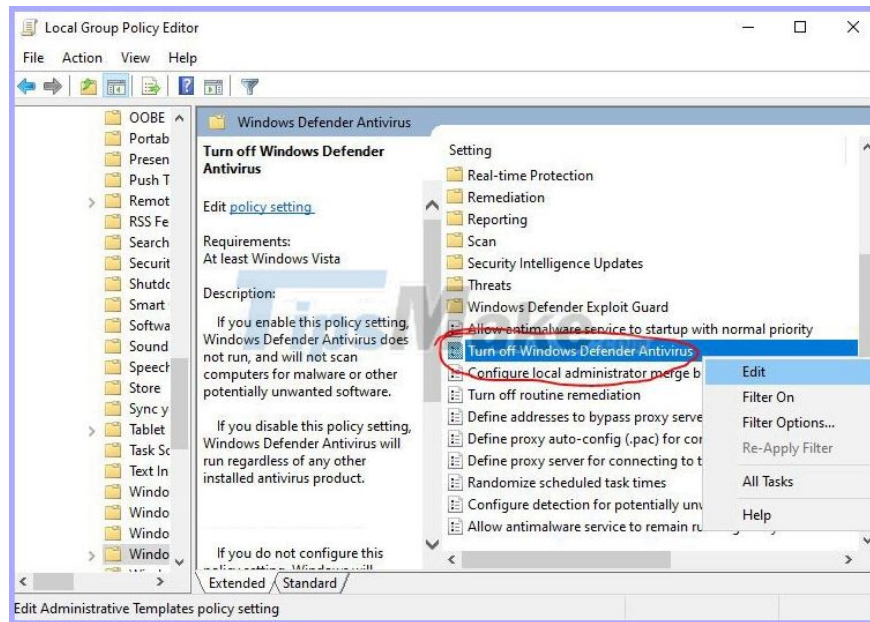 Local Group Policy Editor
File Action View Help
OOBE
Portab
Presen
Push T
Remot
RSS Fe
Search
Securit
Shutdc
Smart
Softwa
Sound
Speech
Store
Sync y
Tablet
Task Sc
Text In
Windo
Windo
Windo
Windo
Windows Defender Antivirus
Turn off Windows Defender
Antivirus
Edit policy setting
Requirements:
At least Windows Vista
Description:
If you enable this policy setting,
Windows Defender Antivirus does
not run, and will not scan
computers for malware or other
potentially unwanted software.
If you disable this policy setting,
Windows Defender Antivirus will
run regardless of any other
installed antivirus product.
If you do not configure this
Setting
Real-time Protection
Remediation
Reporting
Scan
Security Intelligence Updates
Threats
Windows Defender Exploit Guard
Allow antimalware service to startup with normal priority
Turn off Windows Defender Antivirus
Configure local administrator merge b
Turn off routine remediation
Define addresses to bypass proxy serve
Define proxy auto-config (.pac) for cor
Define proxy server for connecting to t
Randomize scheduled task times
Configure detection for potentially unw
Allow antimalware service to remain ru
Edit
Filter On
Filter Options...
Re-Apply Filter
All Tasks
Help
TipsMake
Extended Standard
Edit Administrative Templates policy setting